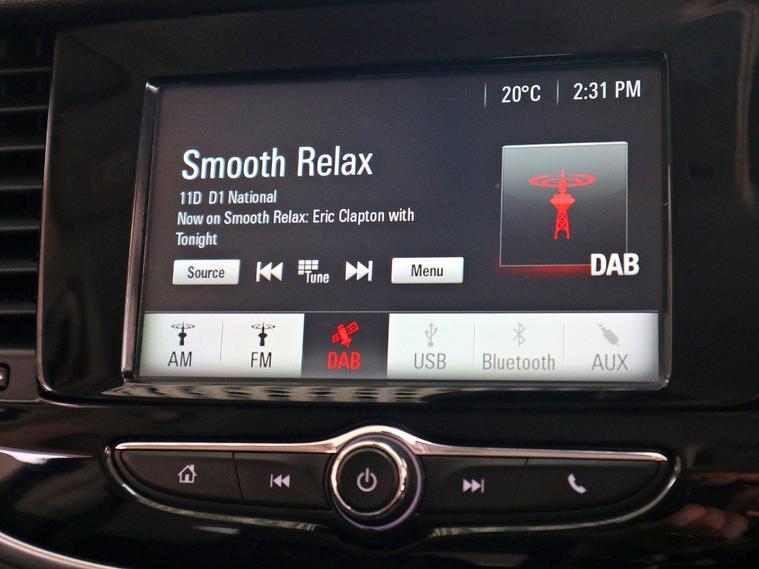 20°C 2:31 PM
Smooth Relax
11D D1 National
Now on Smooth Relax: Eric Clapton with
Tonight
Source Tune Menu
DAB
AM FM DAB USB Bluetooth AUX